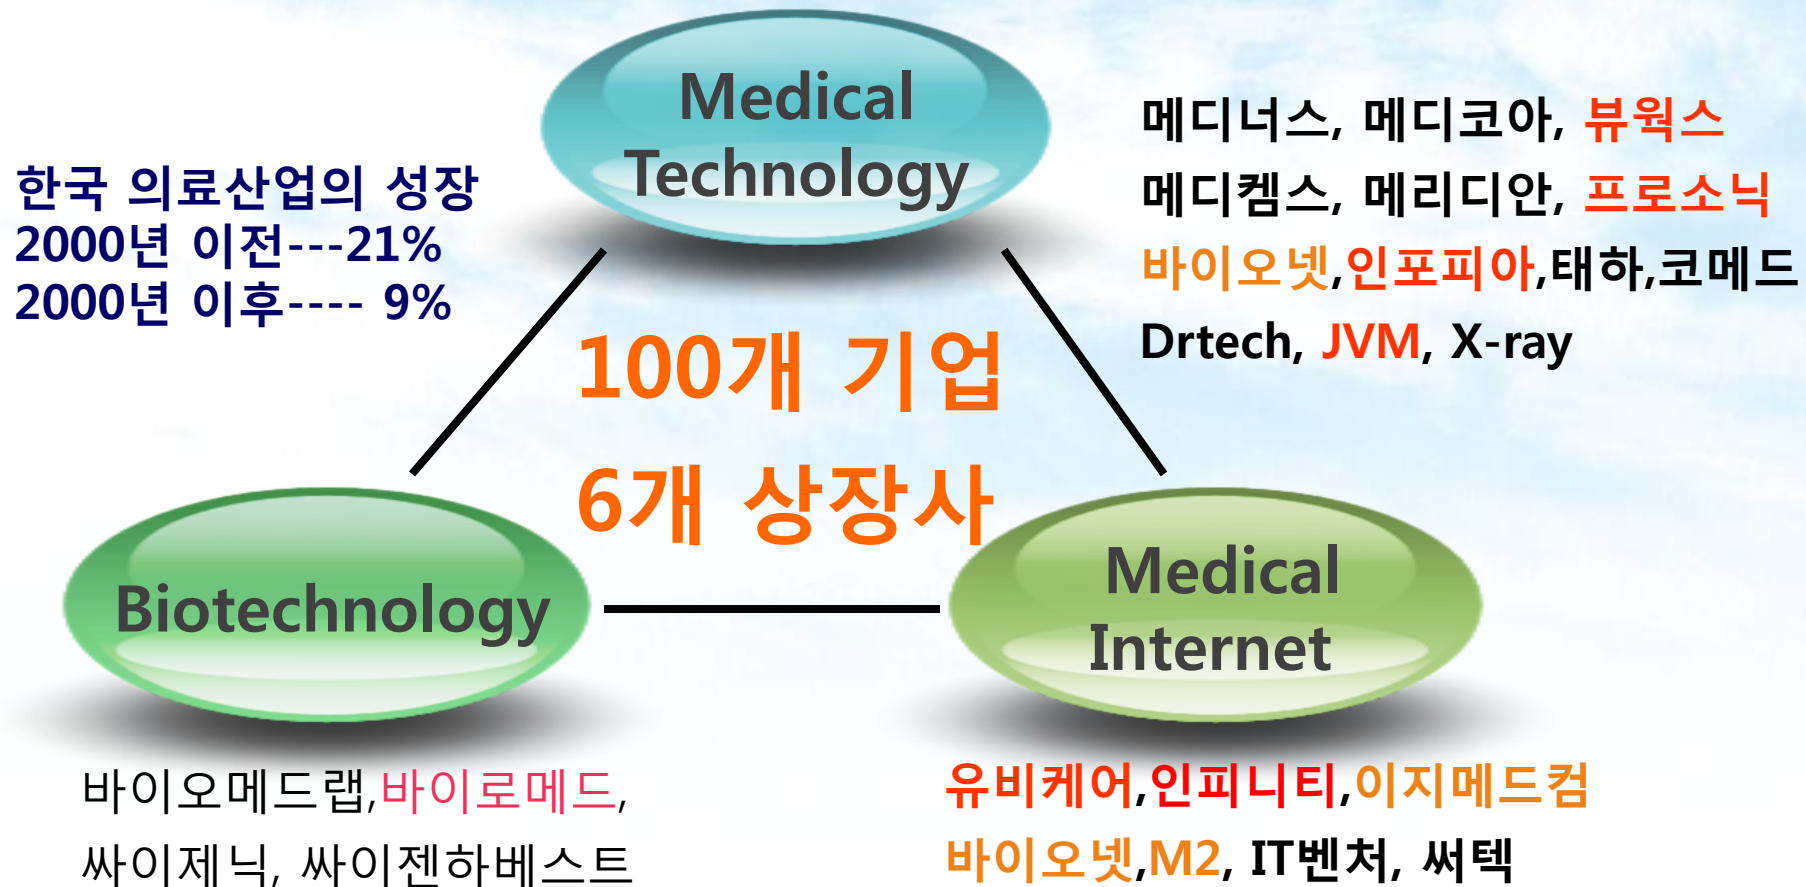 Medical
Technology
한국 의료산업의 성장
2000년 이전---21%
2000년 이후---- 9%
메디너스, 메디코아, 뷰웍스
메디켐스, 메리디안, 프로소닉
바이오넷,인포피아,태하,코메드
Drtech, JVM, X-ray
100개 기업
6개 상장사
Biotechnology
Medical
Internet
바이오메드랩,바이로메드,
싸이제닉, 싸이젠하베스트
유비케어,인피니티,이지메드컴
바이오넷,M2, IT벤처, 써텍